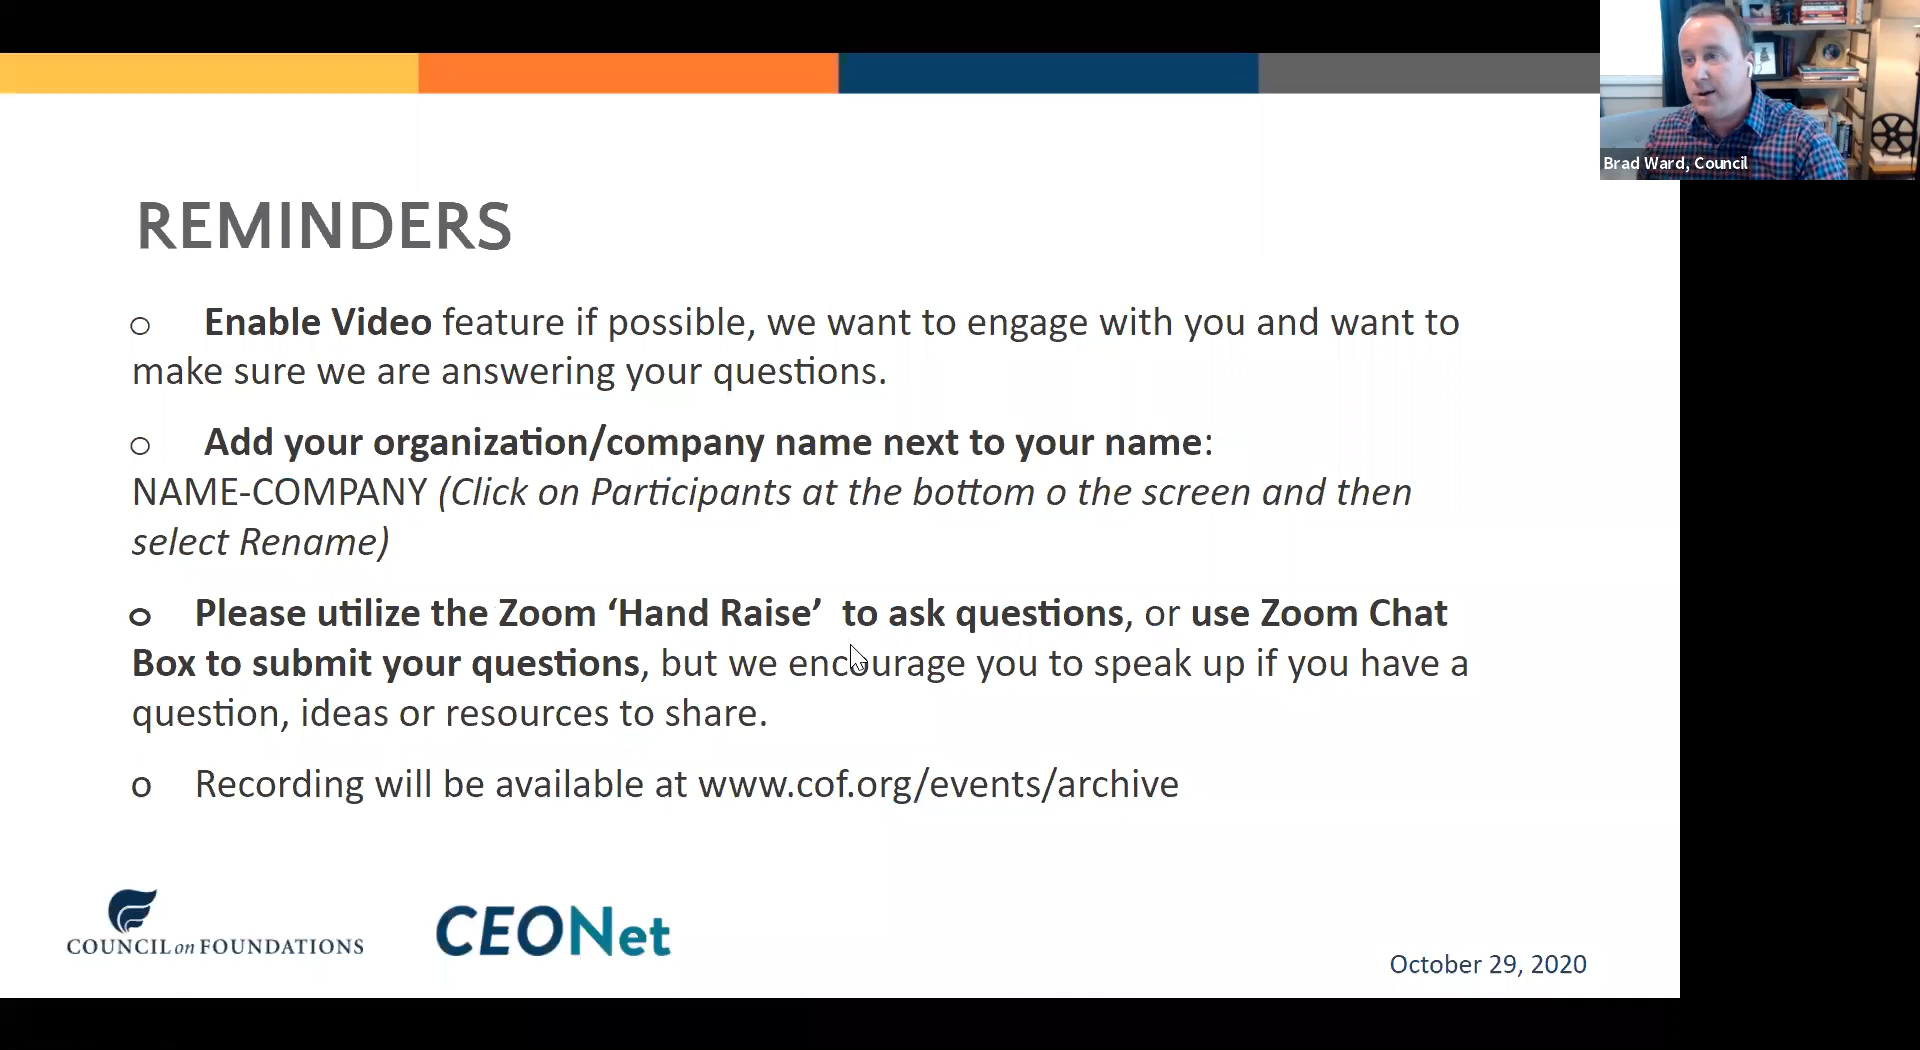 Brad Ward, Council
REMINDERS
o Enable Video feature if possible, we want to engage with you and want to
make sure we are answering your questions.
o Add your organization/company name next to your name:
NAME-COMPANY (Click on Participants at the bottom o the screen and then
select Rename)
o Please utilize the Zoom ‘Hand Raise’  to ask questions, or use Zoom Chat
Box to submit your questions, but we encourage you to speak up if you have a
question, ideas or resources to share.
o Recording will be available at www.cof.org/events/archive
COUNCIL on FOUNDATIONS
CEONet
October 29, 2020